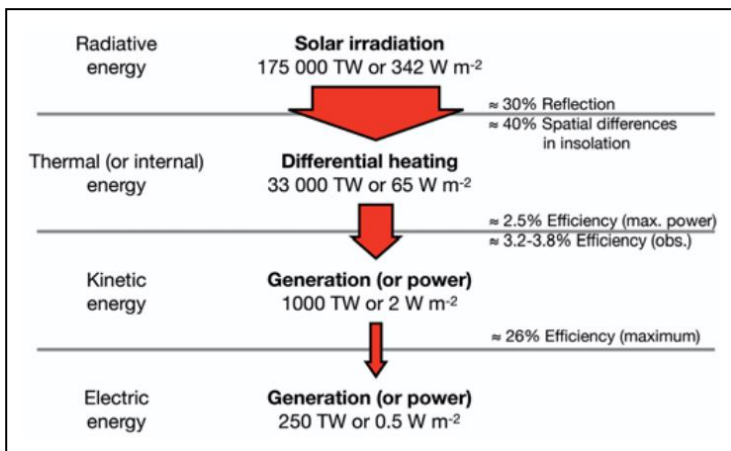 Radiative
energy
Solar irradiation
175 000 TW or 342 W m⁻²
≈ 30% Reflection
≈ 40% Spatial differences
in insolation
Thermal (or internal)
energy
Differential heating
33 000 TW or 65 W m⁻²
≈ 2.5% Efficiency (max. power)
≈ 3.2-3.8% Efficiency (obs.)
Kinetic
energy
Generation (or power)
1000 TW or 2 W m⁻²
≈ 26% Efficiency (maximum)
Electric
energy
Generation (or power)
250 TW or 0.5 W m⁻²